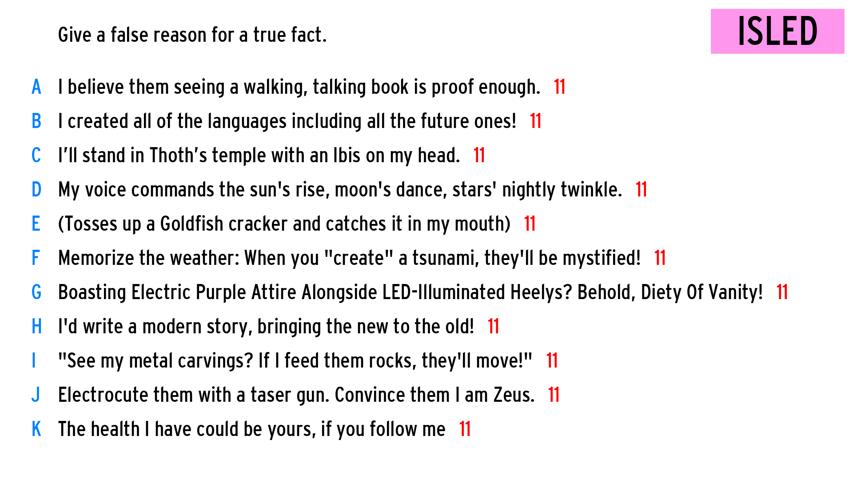 Give a false reason for a true fact.
ISLED
A I believe them seeing a walking, talking book is proof enough. 11
B I created all of the languages including all the future ones! 11
C I'll stand in Thoth's temple with an Ibis on my head. 11
D My voice commands the sun's rise, moon's dance, stars' nightly twinkle. 11
E (Tosses up a Goldfish cracker and catches it in my mouth) 11
F Memorize the weather: When you "create" a tsunami, they'll be mystified! 11
G Boasting Electric Purple Attire Alongside LED-Illuminated Heelys? Behold, Diety Of Vanity! 11
H I'd write a modern story, bringing the new to the old! 11
I "See my metal carvings? If I feed them rocks, they'll move!" 11
J Electrocute them with a taser gun. Convince them I am Zeus. 11
K The health I have could be yours, if you follow me 11